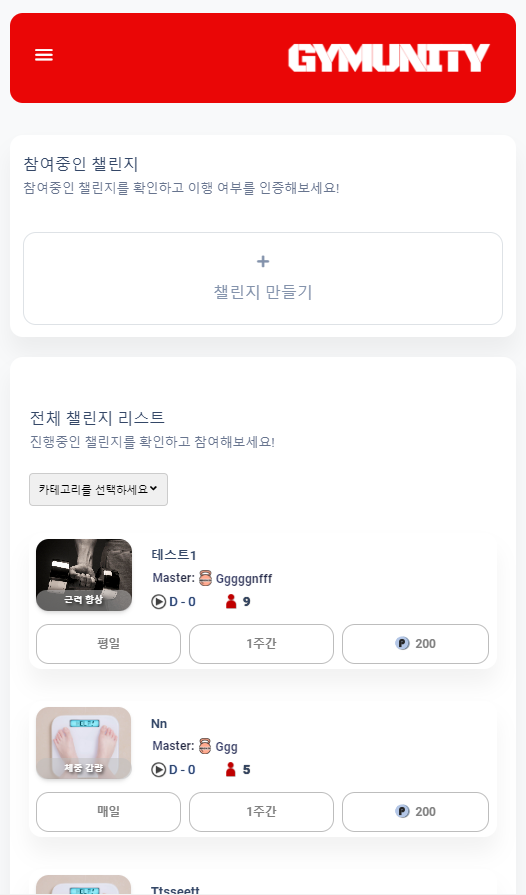 GYMUNITY
참여중인 챌린지
참여중인 챌린지를 확인하고 이행 여부를 인증해보세요!
+
챌린지 만들기
전체 챌린지 리스트
진행중인 챌린지를 확인하고 참여해보세요!
카테고리를 선택하세요
근력 향상
테스트1
Master: Gggggnfff
D - 0 9
평일 1주간 P 200
체중 감량
Nn
Master: Ggg
D - 0 5
매일 1주간 P 200
Ttsseett